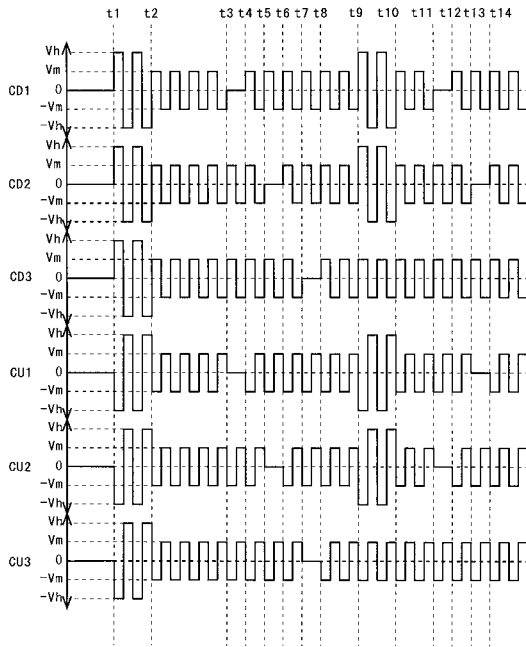 t1 t2 t3 t4 t5 t6 t7 t8 t9 t10 t11 t12 t13 t14
Vh
Vm
CD1 0
-Vm
-Vh
Vh
Vm
CD2 0
-Vm
-Vh
Vh
Vm
CD3 0
-Vm
-Vh
Vh
Vm
CU1 0
-Vm
-Vh
Vh
Vm
CU2 0
-Vm
-Vh
Vh
Vm
CU3 0
-Vm
-Vh